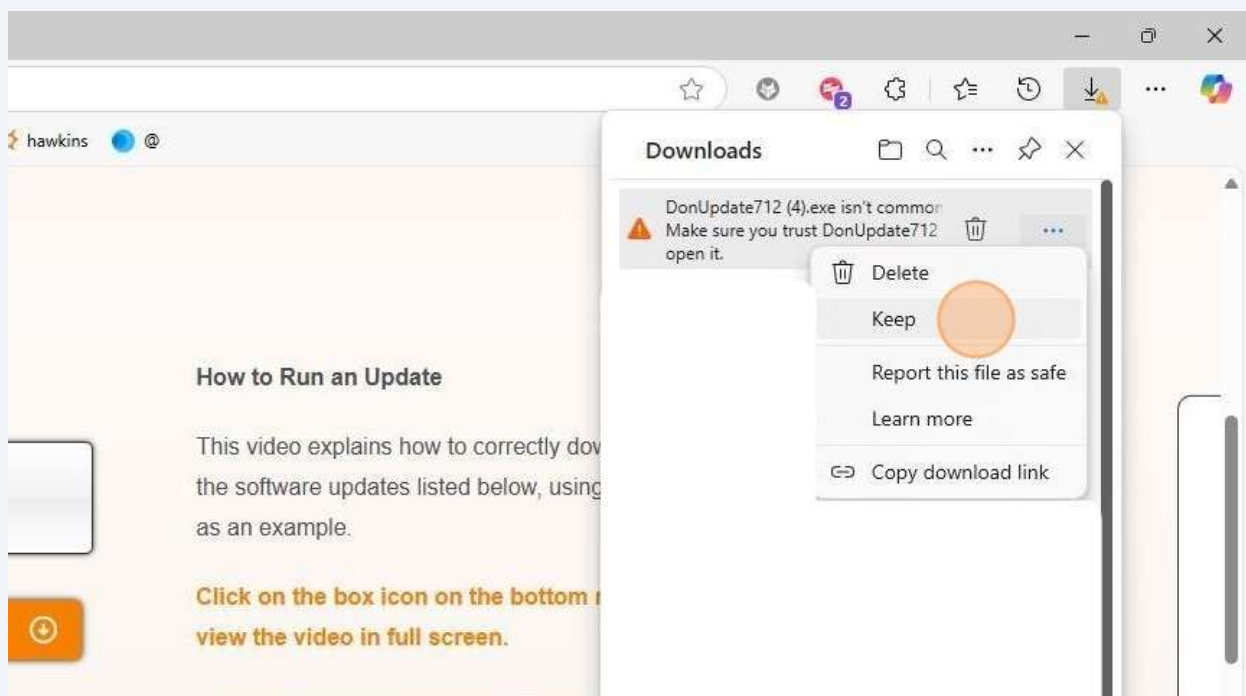 hawkins
@
2
Downloads
DonUpdate712 (4).exe isn't common
Make sure you trust DonUpdate712
open it.
Delete
Keep
Report this file as safe
Learn more
Copy download link
How to Run an Update
This video explains how to correctly dow
the software updates listed below, using
as an example.
Click on the box icon on the bottom
view the video in full screen.